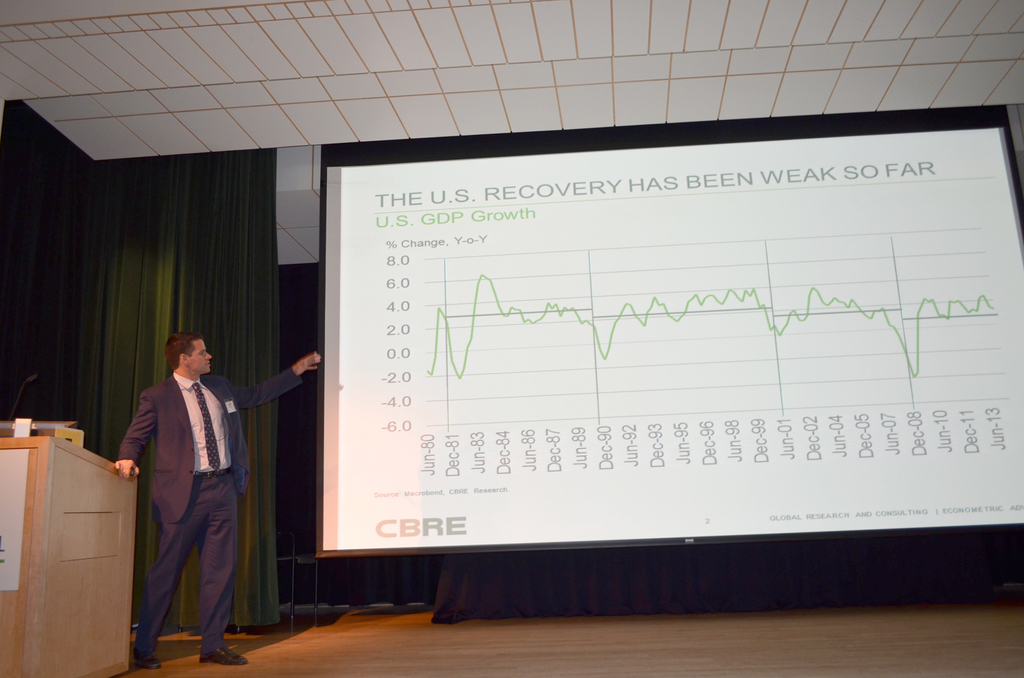 THE U.S. RECOVERY HAS BEEN WEAK SO FAR
U.S. GDP Growth
% Change, Y-o-Y
8.0
6.0
4.0
2.0
0.0
-2.0
-4.0
-6.0
Jun-80
Dec-81
Jun-83
Dec-84
Jun-86
Dec-87
Jun-89
Dec-90
Jun-92
Dec-93
Jun-95
Dec-96
Jun-98
Dec-99
Jun-01
Dec-02
Jun-04
Dec-05
Jun-07
Dec-08
Jun-10
Dec-11
Jun-13
Source: Macrobond, CBRE Research.
CBRE
2
GLOBAL RESEARCH AND CONSULTING | ECONOMETRIC AD